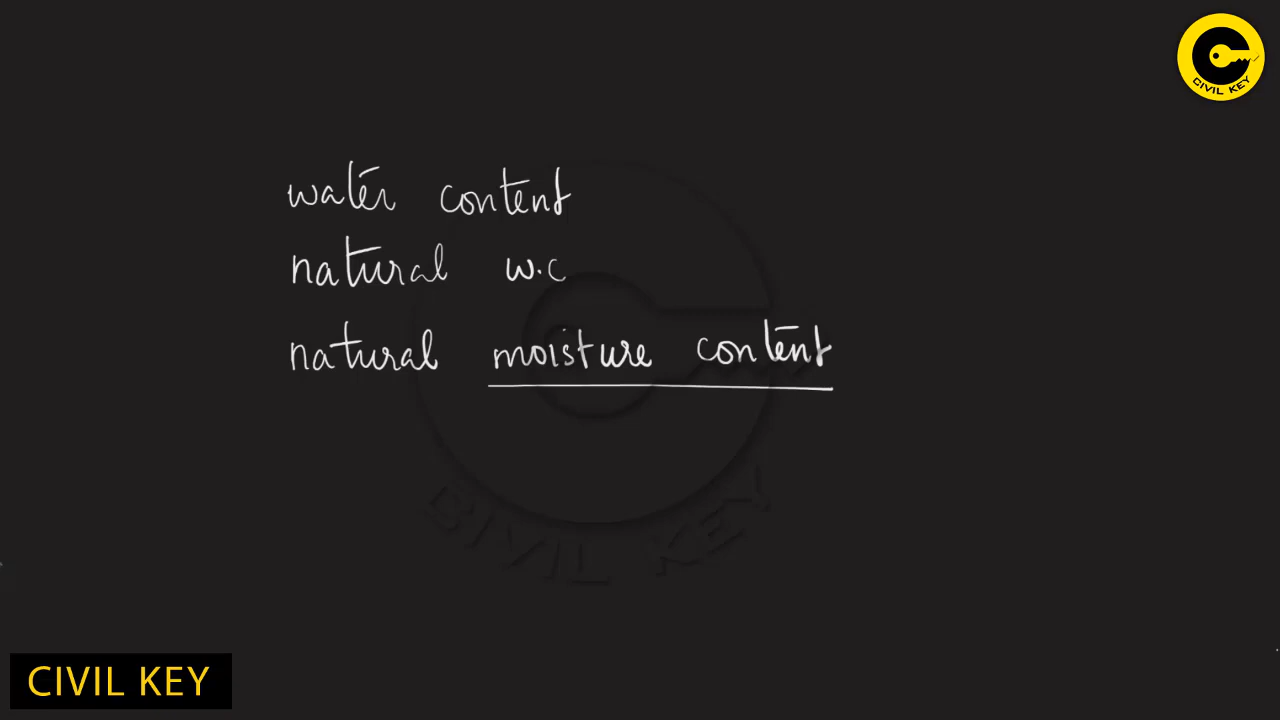 CIVIL KEY
water content
natural w.c
natural moisture content
CIVIL KEY
CIVIL KEY